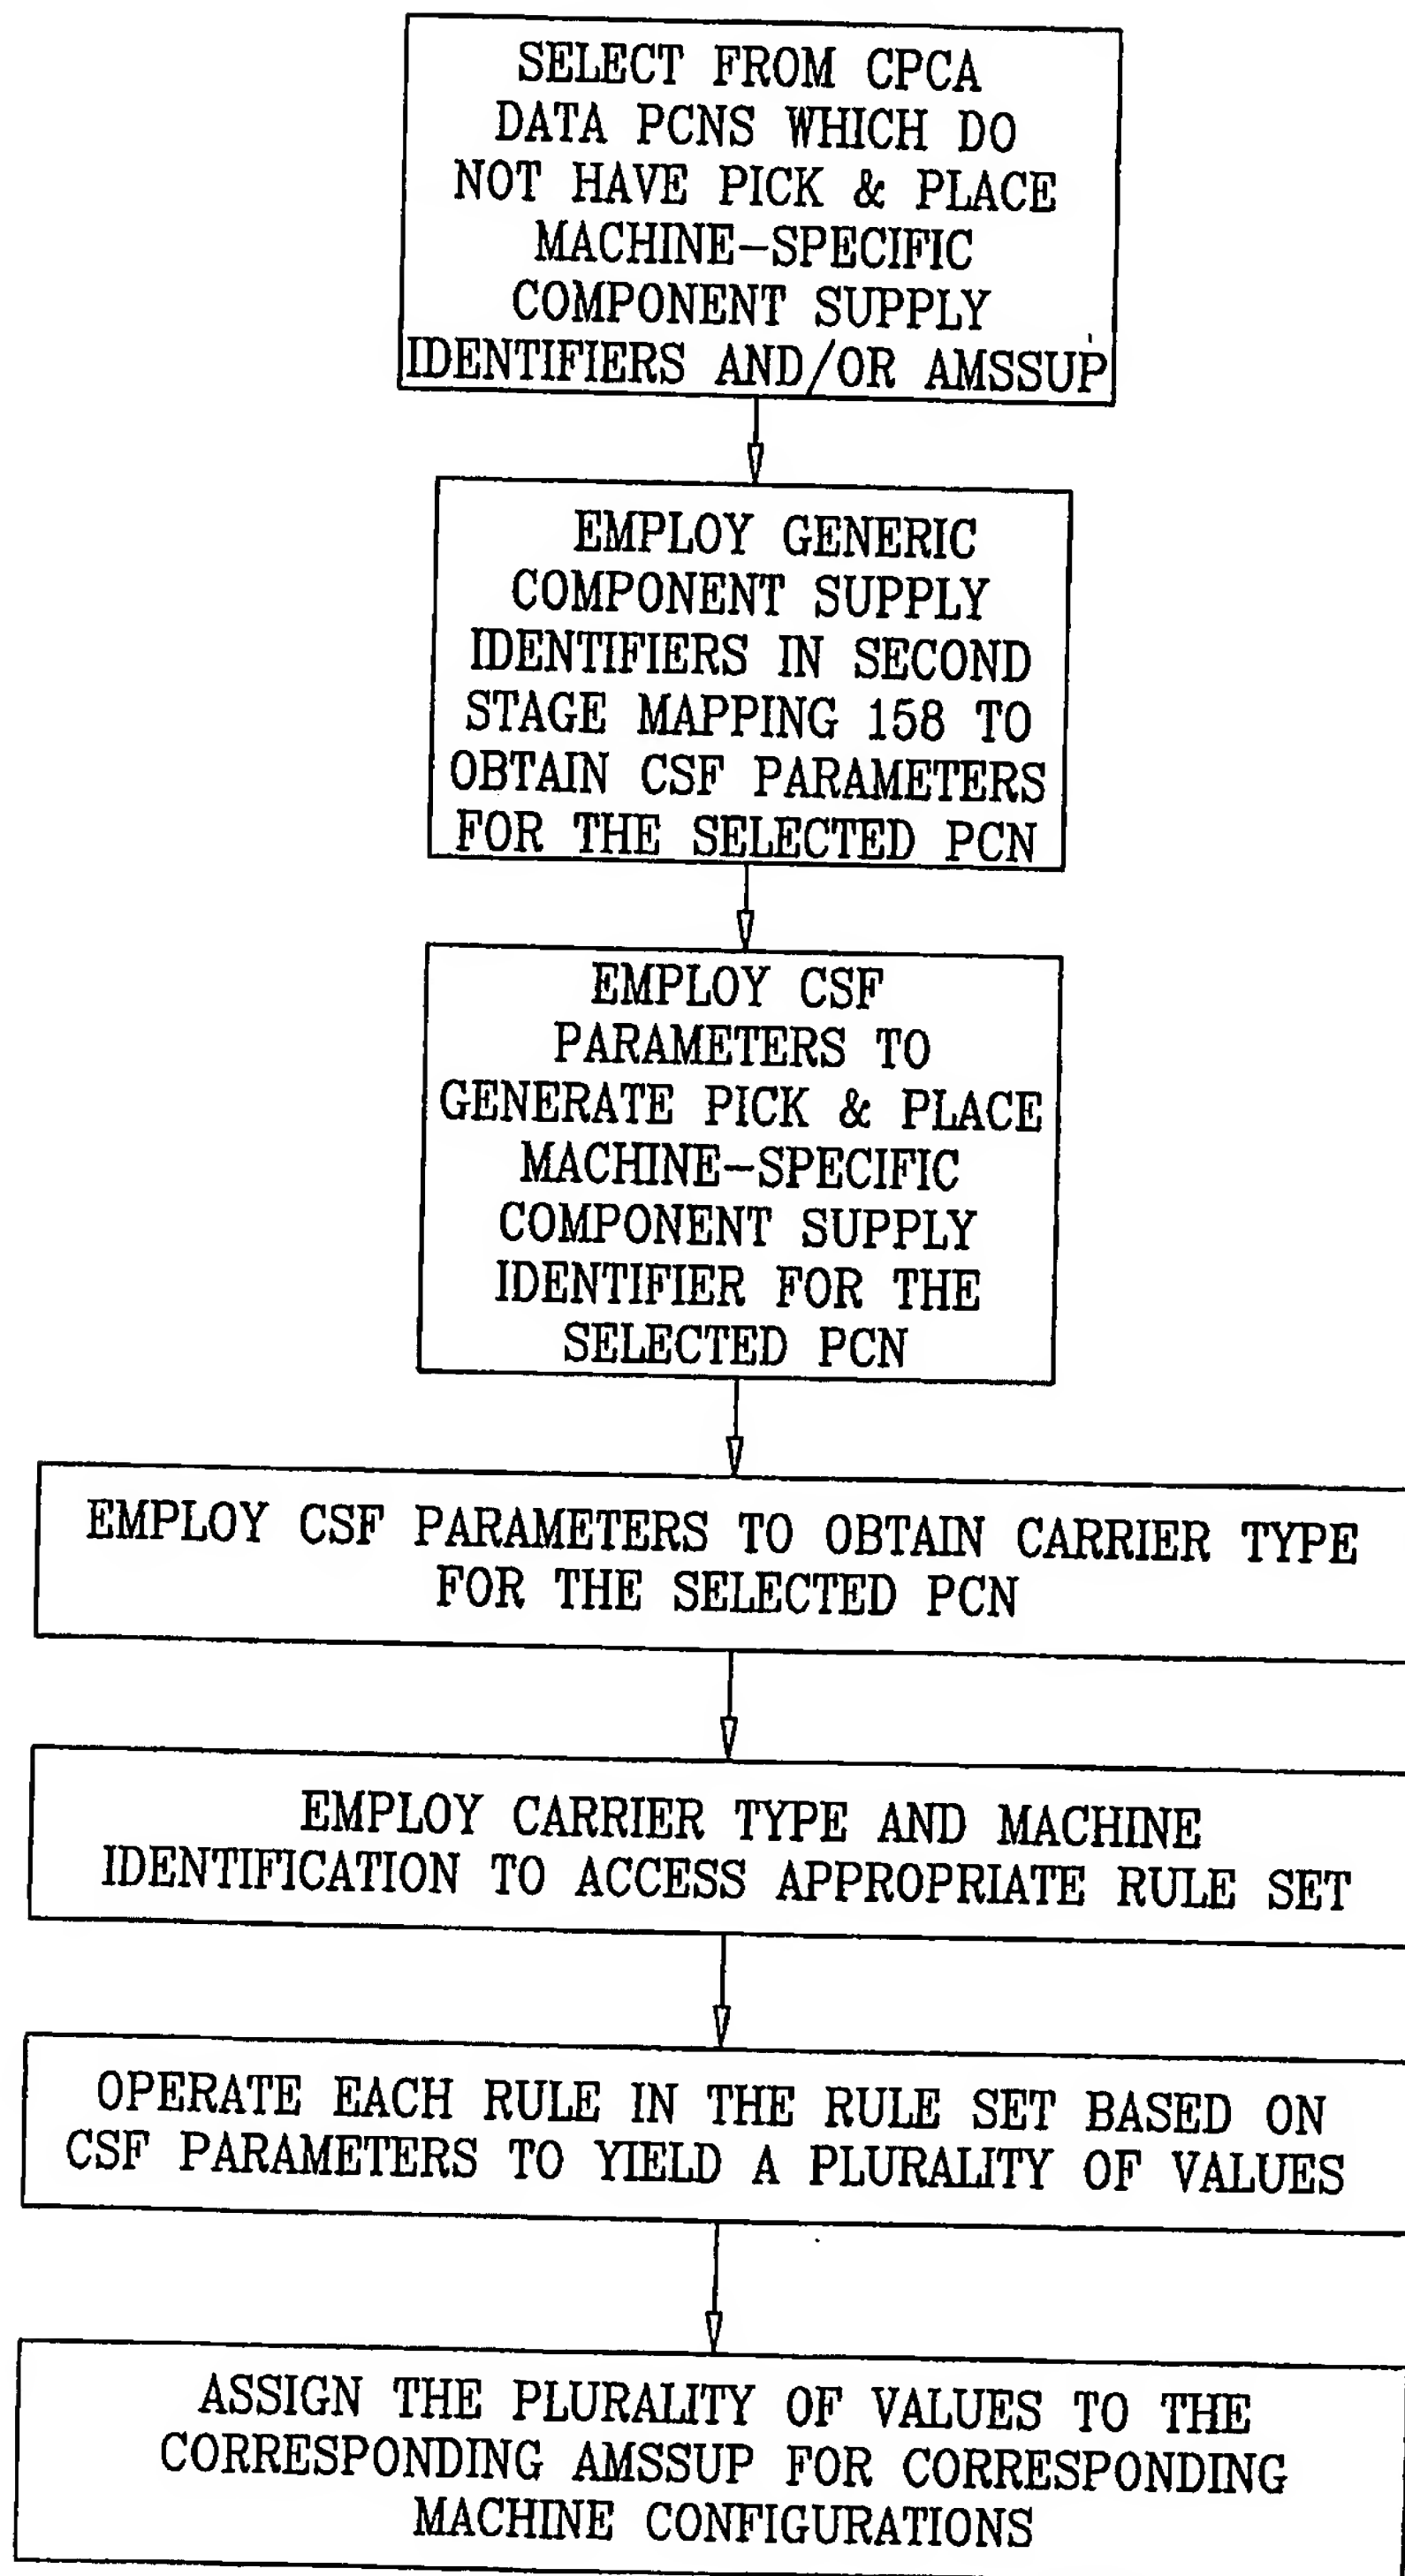 SELECT FROM CPCA
DATA PCNS WHICH DO
NOT HAVE PICK & PLACE
MACHINE-SPECIFIC
COMPONENT SUPPLY
IDENTIFIERS AND/OR AMSSUP
EMPLOY GENERIC
COMPONENT SUPPLY
IDENTIFIERS IN SECOND
STAGE MAPPING 158 TO
OBTAIN CSF PARAMETERS
FOR THE SELECTED PCN
EMPLOY CSF
PARAMETERS TO
GENERATE PICK & PLACE
MACHINE-SPECIFIC
COMPONENT SUPPLY
IDENTIFIER FOR THE
SELECTED PCN
EMPLOY CSF PARAMETERS TO OBTAIN CARRIER TYPE
FOR THE SELECTED PCN
EMPLOY CARRIER TYPE AND MACHINE
IDENTIFICATION TO ACCESS APPROPRIATE RULE SET
OPERATE EACH RULE IN THE RULE SET BASED ON
CSF PARAMETERS TO YIELD A PLURALITY OF VALUES
ASSIGN THE PLURALITY OF VALUES TO THE
CORRESPONDING AMSSUP FOR CORRESPONDING
MACHINE CONFIGURATIONS